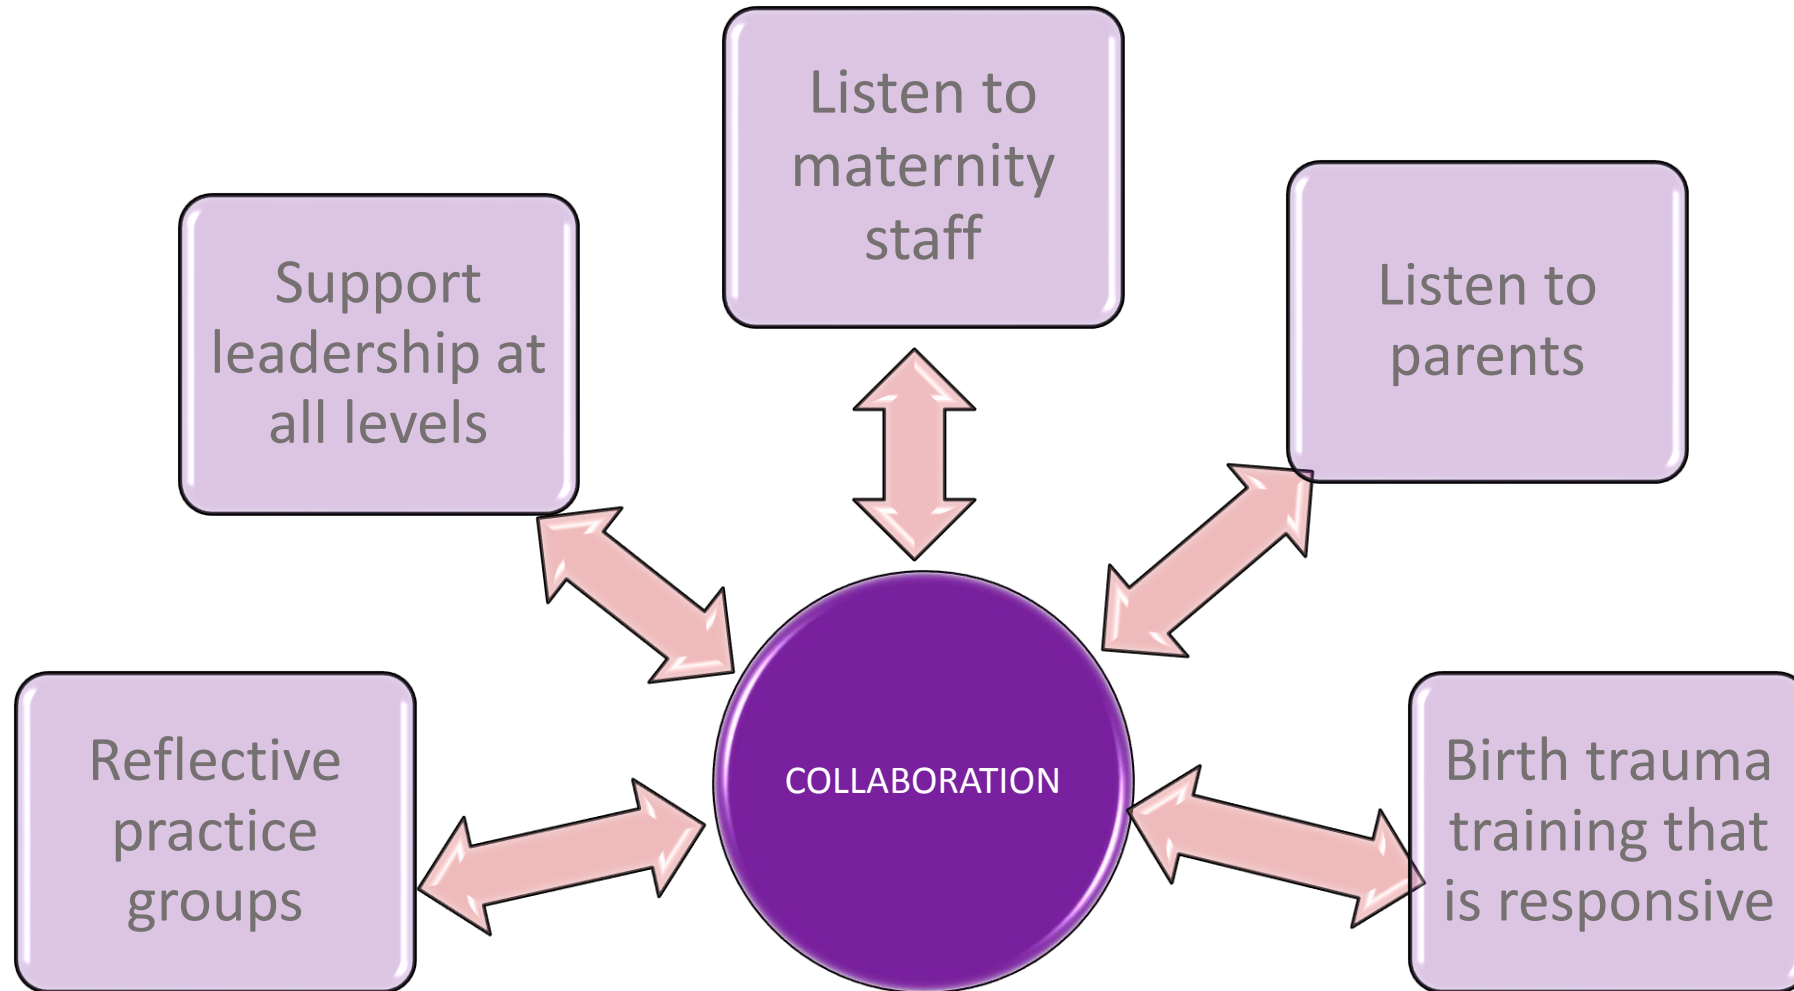 Listen to
maternity
staff
Support
leadership at
all levels
Listen to
parents
Reflective
practice
groups
COLLABORATION
Birth trauma
training that
is responsive